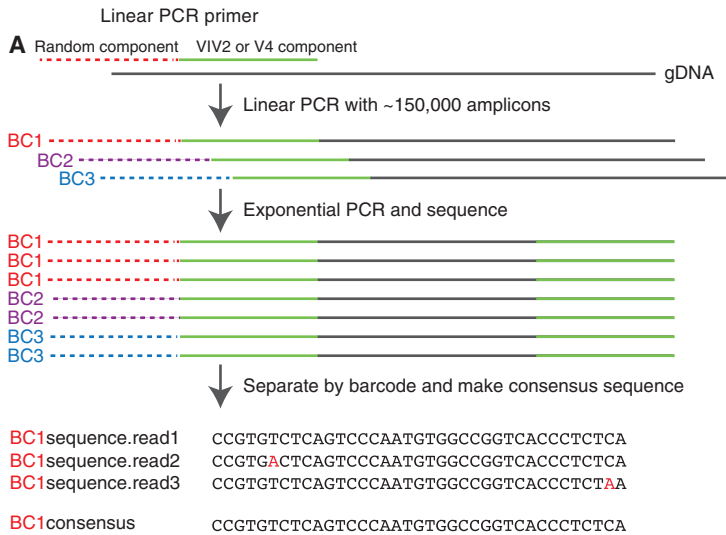 Linear PCR primer
A
Random component VIV2 or V4 component
gDNA
Linear PCR with ~150,000 amplicons
BC1
BC2
BC3
Exponential PCR and sequence
BC1
BC1
BC1
BC2
BC2
BC3
BC3
Separate by barcode and make consensus sequence
BC1sequence.read1 CCGTGTCTCAGTCCCAATGTGGCCGGTCACCCTCTCA
BC1sequence.read2 CCGTGACTCAGTCCCAATGTGGCCGGTCACCCTCTCA
BC1sequence.read3 CCGTGTCTCAGTCCCAATGTGGCCGGTCACCCTCTAA
BC1consensus CCGTGTCTCAGTCCCAATGTGGCCGGTCACCCTCTCA